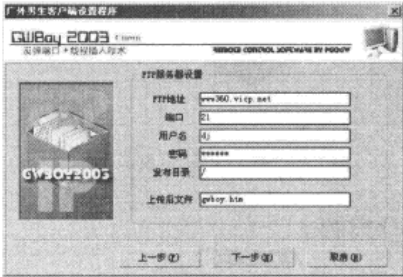 广外男生客户端设置程序
GWBoy 2003 Client
反弹端口+线程插入技术
REMOTE CONTROL SOFTWARE BY
FTP服务器设置
FTP地址 www360.vicp.net
端口 21
用户名
密码 ******
发布目录 /
上传后文件 gwboy.htm
GWBOY2003
IP
上一步(P) 下一步(N) 取消(Q)